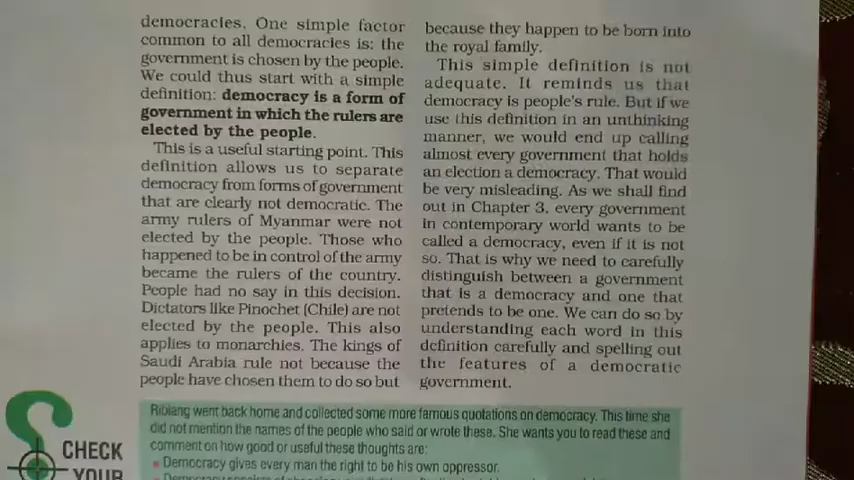 democracies. One simple factor
common to all democracies is: the
government is chosen by the people.
We could thus start with a simple
definition: democracy is a form of
government in which the rulers are
elected by the people.
This is a useful starting point. This
definition allows us to separate
democracy from forms of government
that are clearly not democratic. The
army rulers of Myanmar were not
elected by the people. Those who
happened to be in control of the army
became the rulers of the country.
People had no say in this decision.
Dictators like Pinochet (Chile) are not
elected by the people. This also
applies to monarchies. The kings of
Saudi Arabia rule not because the
people have chosen them to do so but
because they happen to be born into
the royal family.
This simple definition is not
adequate. It reminds us that
democracy is people's rule. But if we
use this definition in an unthinking
manner, we would end up calling
almost every government that holds
an election a democracy. That would
be very misleading. As we shall find
out in Chapter 3, every government
in contemporary world wants to be
called a democracy, even if it is not
so. That is why we need to carefully
distinguish between a government
that is a democracy and one that
pretends to be one. We can do so by
understanding each word in this
definition carefully and spelling out
the features of a democratic
government.
CHECK
YOUR
Ribiang went back home and collected some more famous quotations on democracy. This time she
did not mention the names of the people who said or wrote these. She wants you to read these and
comment on how good or useful these thoughts are:
Democracy gives every man the right to be his own oppressor.